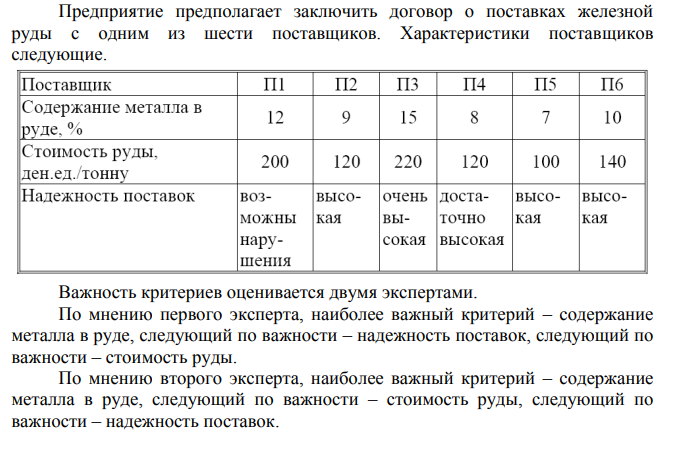 Предприятие предполагает заключить договор о поставках железной
руды с одним из шести поставщиков. Характеристики поставщиков
следующие.
Поставщик П1 П2 П3 П4 П5 П6
Содержание металла в руде, % 12 9 15 8 7 10
Стоимость руды, ден.ед./тонну 200 120 220 120 100 140
Надежность поставок воз- высо- очень доста- высо- высо-
можны кая вы- точно кая кая
нару- сокая высокая
шения
Важность критериев оценивается двумя экспертами.
По мнению первого эксперта, наиболее важный критерий – содержание
металла в руде, следующий по важности – надежность поставок, следующий по
важности – стоимость руды.
По мнению второго эксперта, наиболее важный критерий – содержание
металла в руде, следующий по важности – стоимость руды, следующий по
важности – надежность поставок.